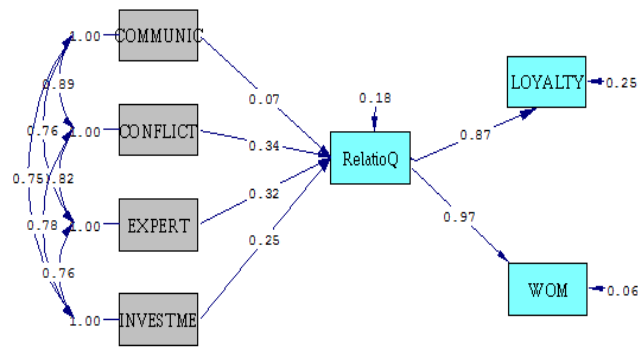 1.00 COMMUNIC
0.89
0.07
0.18
LOYALTY 0.25
0.76
1.00 CONFLICT
0.34
RelatioQ
0.87
0.75 0.82
0.32
0.78
1.00 EXPERT
0.25
0.97
0.76
1.00 INVESTME
WOM 0.06